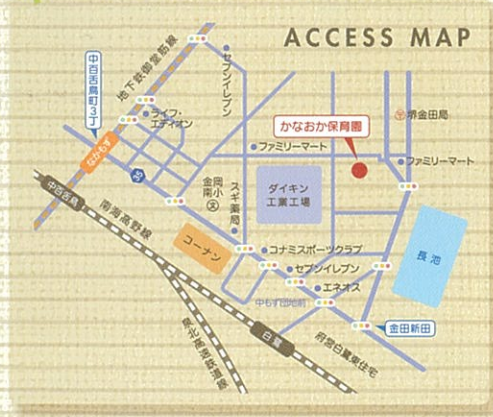 ACCESS MAP
中百舌鳥町3丁
地下鉄御堂筋線
セブンイレブン
ライフ・
エディオン
なかもず
かなおか保育園
〒堺金田局
ファミリーマート
ファミリーマート
35
中百舌鳥
南海高野線
金岡
南小
文
スギ薬局
ダイキン
工業工場
コーナン
コナミスポーツクラブ
セブンイレブン
エネオス
長池
中もず団地前
白鷺
金田新田
府営白鷺東住宅
泉北高速鉄道線